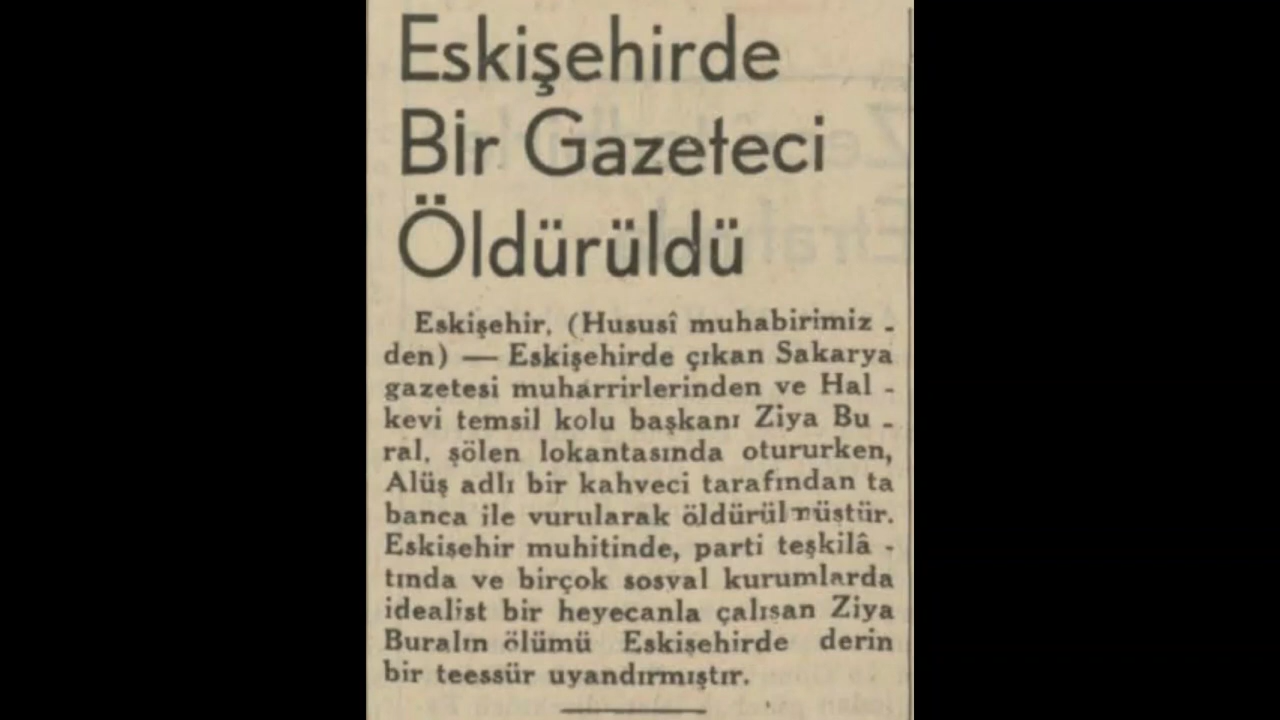 Eskişehirde
Bir Gazeteci
Öldürüldü
Eskişehir, (Hususî muhabirimiz -
den) — Eskişehirde çıkan Sakarya
gazetesi muharrirlerinden ve Hal -
kevi temsil kolu başkanı Ziya Bu -
ral, şölen lokantasında otururken,
Alüş adlı bir kahveci tarafından ta
banca ile vurularak öldürülmüştür.
Eskişehir muhitinde, parti teşkilâ -
tında ve birçok sosyal kurumlarda
idealist bir heyecanla çalışan Ziya
Buralın ölümü Eskişehirde derin
bir teessür uyandırmıştır.